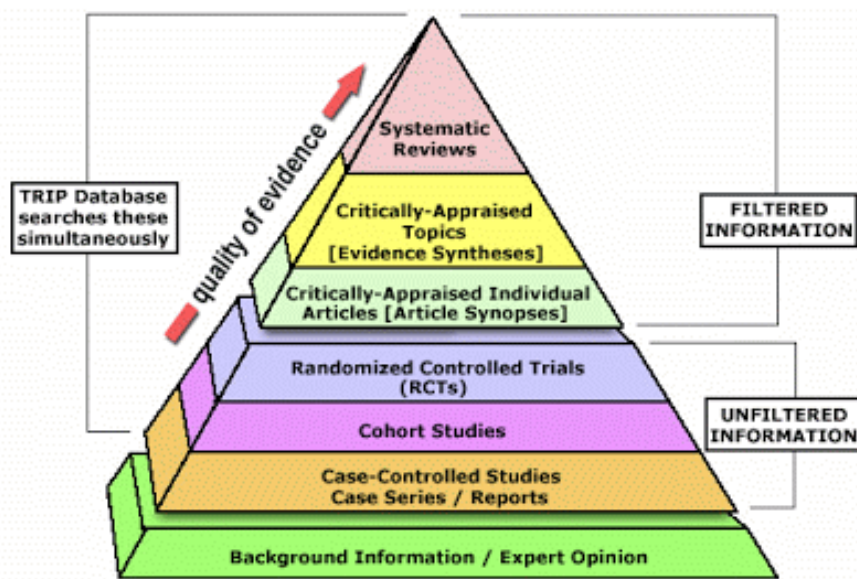 Systematic
Reviews
quality of evidence
TRIP Database
searches these
simultaneously
Critically-Appraised
Topics
[Evidence Syntheses]
FILTERED
INFORMATION
Critically-Appraised Individual
Articles [Article Synopses]
Randomized Controlled Trials
(RCTs)
UNFILTERED
INFORMATION
Cohort Studies
Case-Controlled Studies
Case Series / Reports
Background Information / Expert Opinion